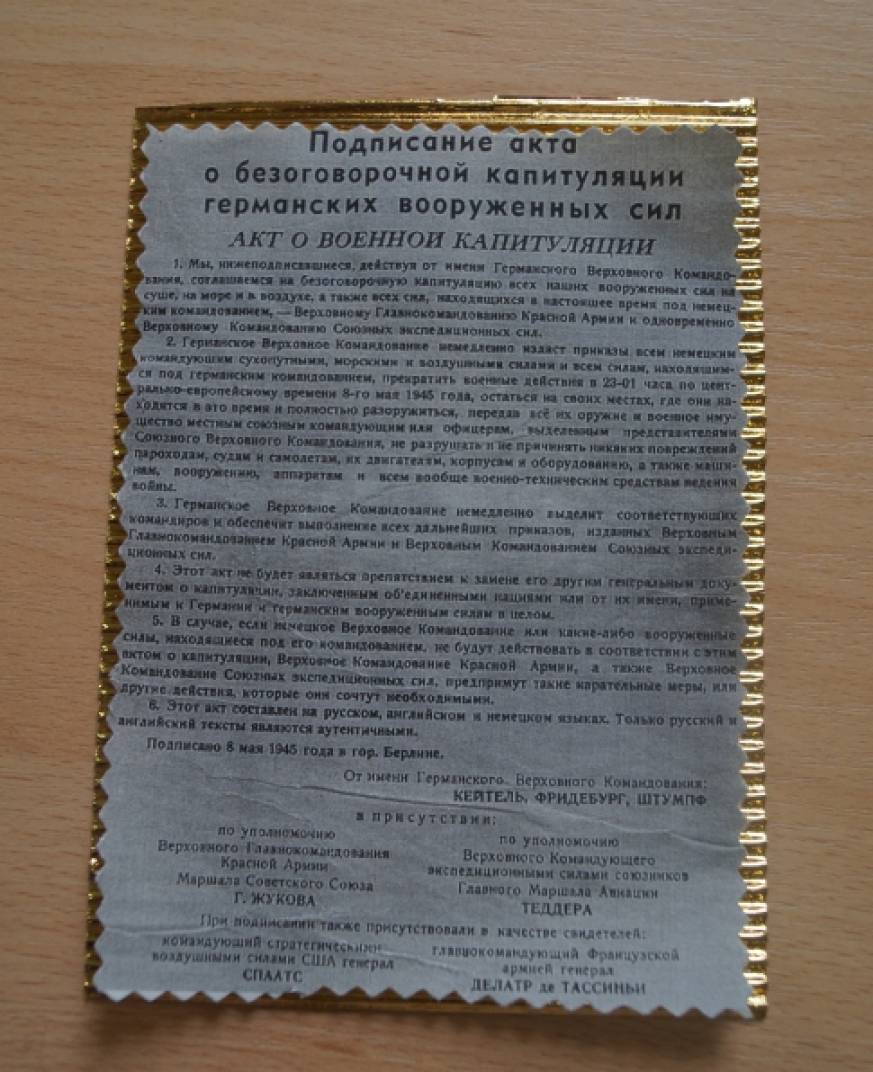 Подписание акта
о безоговорочной капитуляции
германских вооруженных сил
АКТ О ВОЕННОЙ КАПИТУЛЯЦИИ
1. Мы, нижеподписавшиеся, действуя от имени Германского Верховного Командо-
вания, соглашаемся на безоговорочную капитуляцию всех наших вооруженных сил на
суше, на море и в воздухе, а также всех сил, находящихся в настоящее время под немец-
ким командованием, — Верховному Главнокомандованию Красной Армии и одновременно
Верховному Командованию Союзных экспедиционных сил.
2. Германское Верховное Командование немедленно издаст приказы всем немецким
командующим сухопутными, морскими и воздушными силами и всем силам, находящим-
ся под германским командованием, прекратить военные действия в 23-01 часа по цент-
рально-европейскому времени 8-го мая 1945 года, остаться на своих местах, где они на-
ходятся в это время и полностью разоружиться, передав всё их оружие и военное иму-
щество местным союзным командующим или офицерам, выделенным представителями
Союзного Верховного Командования, не разрушать и не причинять никаких повреждений
пароходам, судам и самолетам, их двигателям, корпусам и оборудованию, а также маши-
нам, вооружению, аппаратам и всем вообще военно-техническим средствам ведения
войны.
3. Германское Верховное Командование немедленно выделит соответствующих
командиров и обеспечит выполнение всех дальнейших приказов, изданных Верховным
Главнокомандованием Красной Армии и Верховным Командованием Союзных экспеди-
ционных сил.
4. Этот акт не будет являться препятствием к замене его другим генеральным доку-
ментом о капитуляции, заключенным об'единенными нациями или от их имени, приме-
нимым к Германии и германским вооруженным силам в целом.
5. В случае, если немецкое Верховное Командование или какие-либо вооруженные
силы, находящиеся под его командованием, не будут действовать в соответствии с этим
актом о капитуляции, Верховное Командование Красной Армии, а также Верховное
Командование Союзных экспедиционных сил, предпримут такие карательные меры, или
другие действия, которые они сочтут необходимыми.
6. Этот акт составлен на русском, английском и немецком языках. Только русский и
английский тексты являются аутентичными.
Подписано 8 мая 1945 года в гор. Берлине.
От имени Германского Верховного Командования:
КЕЙТЕЛЬ, ФРИДЕБУРГ, ШТУМПФ
в присутствии:
по уполномочию
Верховного Главнокомандования
Красной Армии
Маршала Советского Союза
Г. ЖУКОВА
по уполномочию
Верховного Командующего
экспедиционными силами союзников
Главного Маршала Авиации
ТЕДДЕРА
При подписании также присутствовали в качестве свидетелей:
командующий стратегическими
воздушными силами США генерал
СПААТС
главнокомандующий Французской
армией генерал
ДЕЛАТР де ТАССИНЬИ